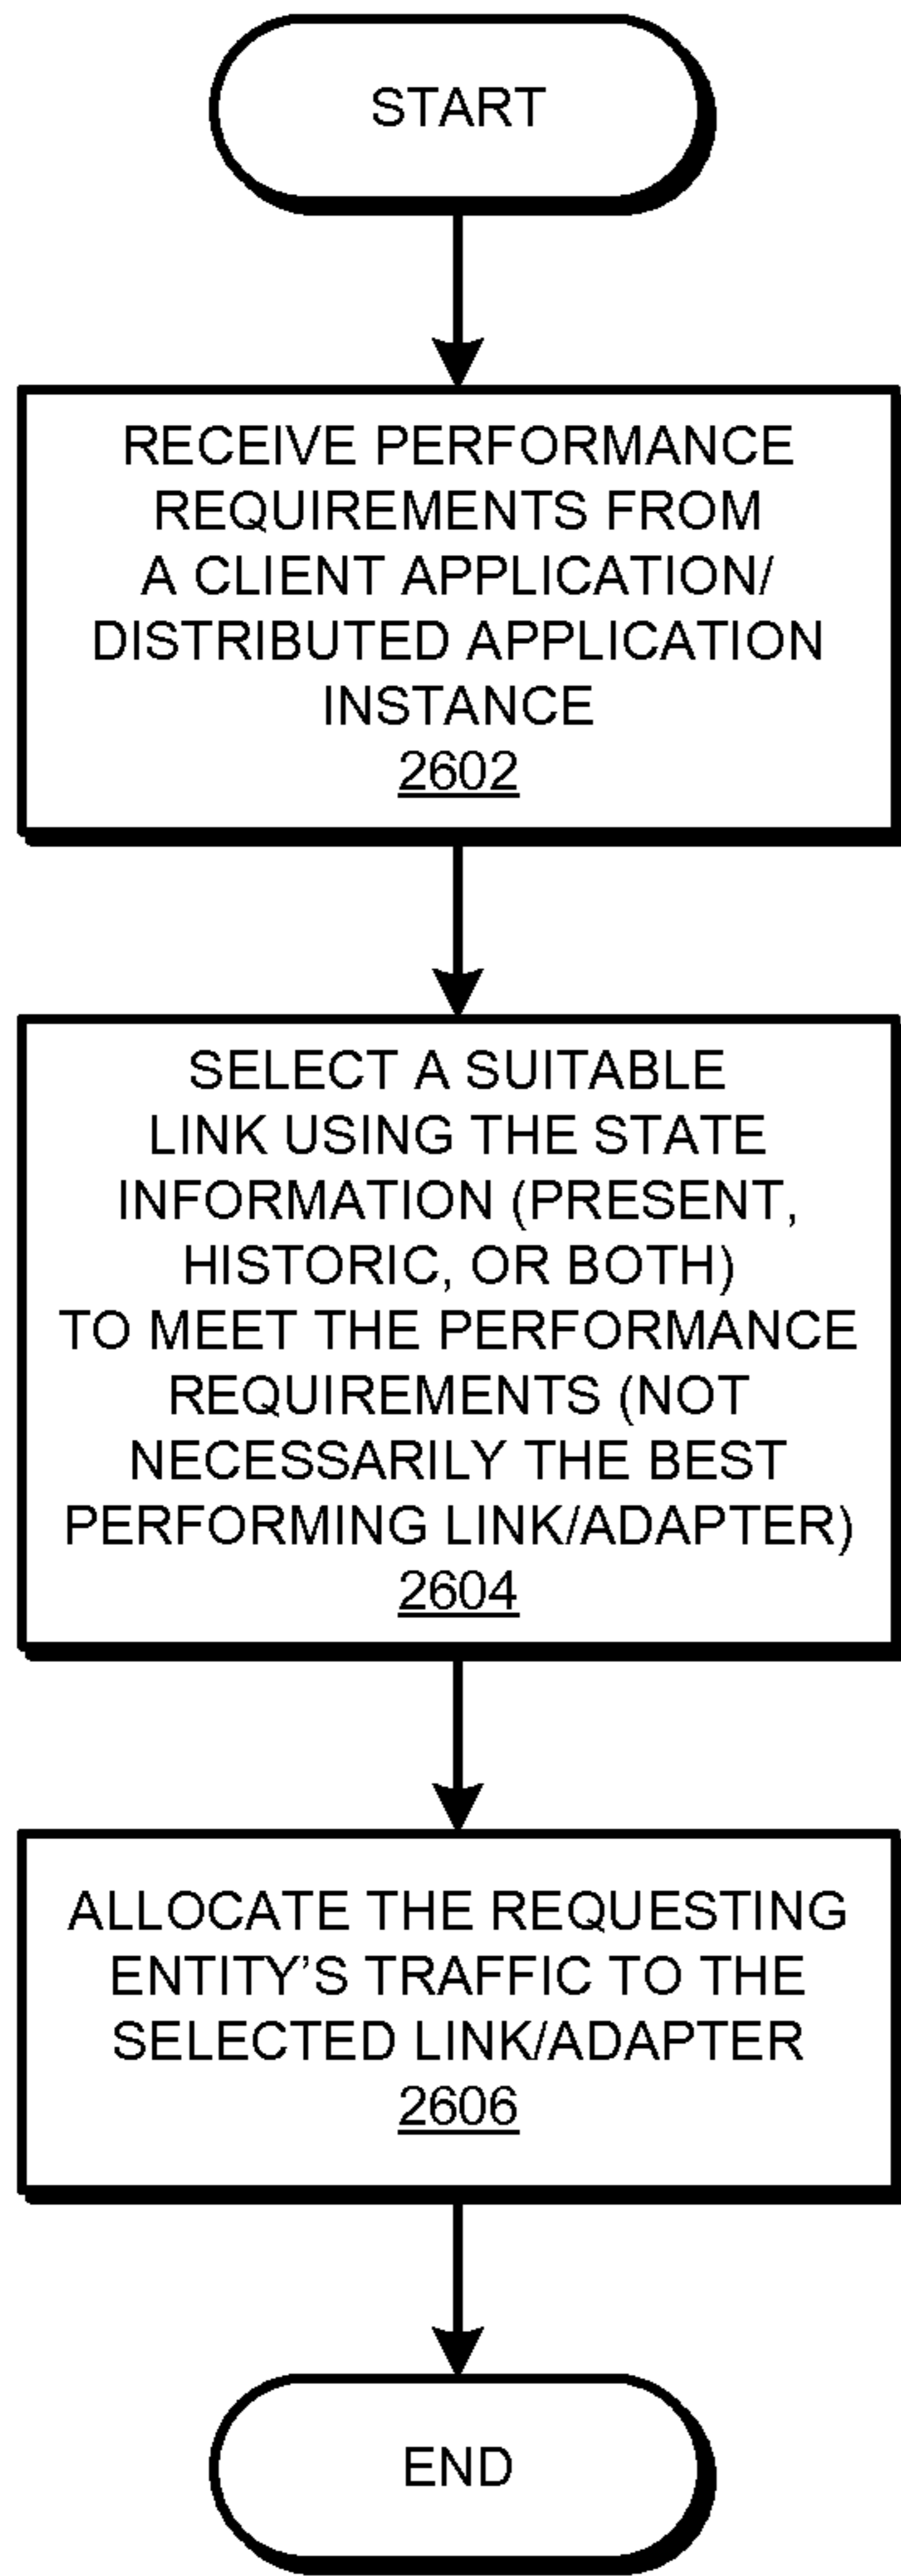 START
RECEIVE PERFORMANCE
REQUIREMENTS FROM
A CLIENT APPLICATION/
DISTRIBUTED APPLICATION
INSTANCE
2602
SELECT A SUITABLE
LINK USING THE STATE
INFORMATION (PRESENT,
HISTORIC, OR BOTH)
TO MEET THE PERFORMANCE
REQUIREMENTS (NOT
NECESSARILY THE BEST
PERFORMING LINK/ADAPTER)
2604
ALLOCATE THE REQUESTING
ENTITY’S TRAFFIC TO THE
SELECTED LINK/ADAPTER
2606
END